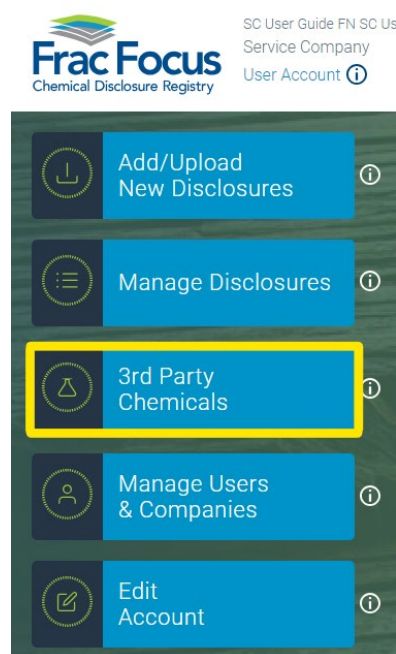 SC User Guide FN SC Us
Service Company
User Account
Frac Focus
Chemical Disclosure Registry
Add/Upload
New Disclosures
Manage Disclosures
3rd Party
Chemicals
Manage Users
& Companies
Edit
Account